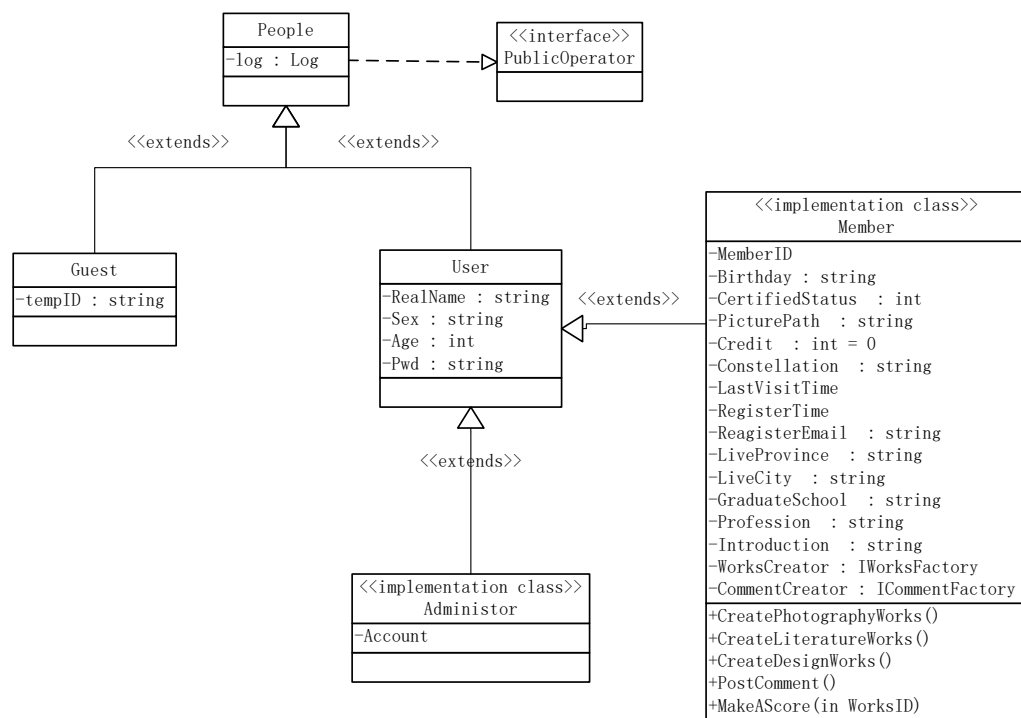 People
-log : Log
<<interface>>
PublicOperator
<<extends>>
<<extends>>
Guest
-tempID : string
User
-RealName : string
-Sex : string
-Age : int
-Pwd : string
<<extends>>
<<implementation class>>
Member
-MemberID
-Birthday : string
-CertifiedStatus : int
-PicturePath : string
-Credit : int = 0
-Constellation : string
-LastVisitTime
-RegisterTime
-ReagisterEmail : string
-LiveProvince : string
-LiveCity : string
-GraduateSchool : string
-Profession : string
-Introduction : string
-WorksCreator : IWorksFactory
-CommentCreator : ICommentFactory
+CreatePhotographyWorks()
+CreateLiteratureWorks()
+CreateDesignWorks()
+PostComment()
+MakeAScore(in WorksID)
<<extends>>
<<implementation class>>
Administor
-Account